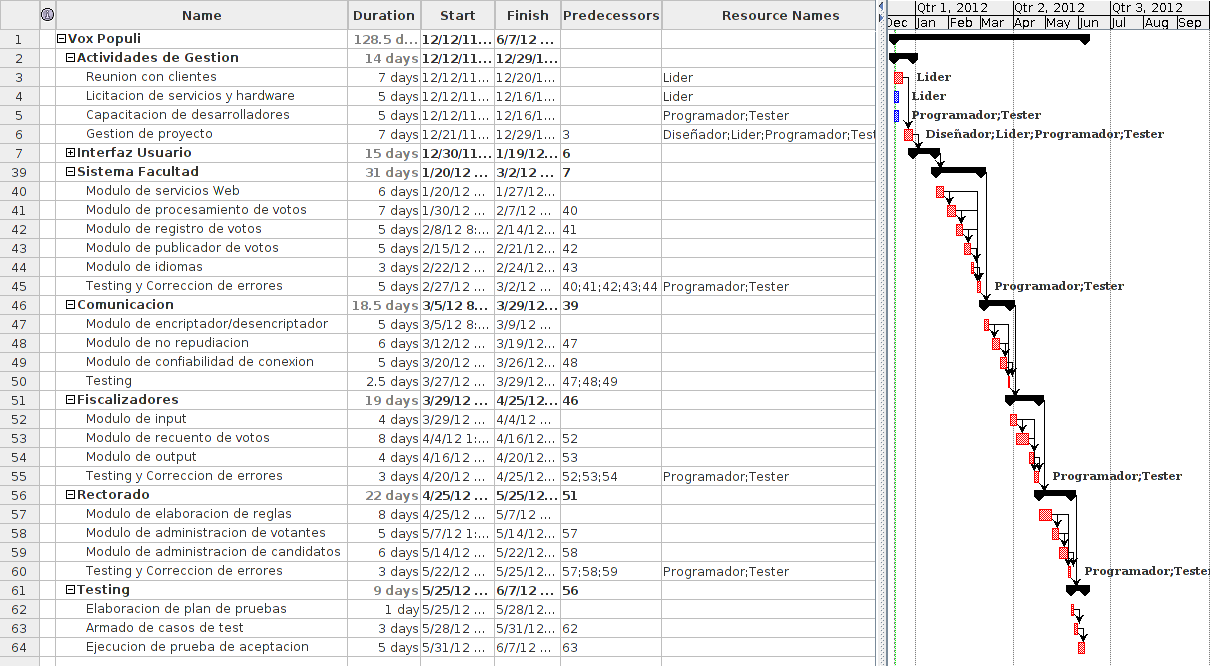 Name Duration Start Finish Predecessors Resource Names
Qtr 1, 2012 Qtr 2, 2012 Qtr 3, 2012
Dec Jan Feb Mar Apr May Jun Jul Aug Sep
1 Vox Populi 128.5 d... 12/12/11... 6/7/12 ...
2 Actividades de Gestion 14 days 12/12/11... 12/29/1...
3 Reunion con clientes 7 days 12/12/11... 12/20/1... Lider Lider
4 Licitacion de servicios y hardware 5 days 12/12/11... 12/16/1... Lider Lider
5 Capacitacion de desarrolladores 5 days 12/12/11... 12/16/1... Programador;Tester Programador;Tester
6 Gestion de proyecto 7 days 12/21/11... 12/29/1... 3 Diseñador;Lider;Programador;Test Diseñador;Lider;Programador;Tester
7 Interfaz Usuario 15 days 12/30/11... 1/19/12... 6
39 Sistema Facultad 31 days 1/20/12 ... 3/2/12 ... 7
40 Modulo de servicios Web 6 days 1/20/12 ... 1/27/12...
41 Modulo de procesamiento de votos 7 days 1/30/12 ... 2/7/12 ... 40
42 Modulo de registro de votos 5 days 2/8/12 8:... 2/14/12... 41
43 Modulo de publicador de votos 5 days 2/15/12 ... 2/21/12... 42
44 Modulo de idiomas 3 days 2/22/12 ... 2/24/12... 43
45 Testing y Correccion de errores 5 days 2/27/12 ... 3/2/12 ... 40;41;42;43;44 Programador;Tester Programador;Tester
46 Comunicacion 18.5 days 3/5/12 8... 3/29/12... 39
47 Modulo de encriptador/desencriptador 5 days 3/5/12 8:... 3/9/12 ...
48 Modulo de no repudiacion 6 days 3/12/12 ... 3/19/12... 47
49 Modulo de confiabilidad de conexion 5 days 3/20/12 ... 3/26/12... 48
50 Testing 2.5 days 3/27/12 ... 3/29/12... 47;48;49
51 Fiscalizadores 19 days 3/29/12 ... 4/25/12... 46
52 Modulo de input 4 days 3/29/12 ... 4/4/12 ...
53 Modulo de recuento de votos 8 days 4/4/12 1:... 4/16/12... 52
54 Modulo de output 4 days 4/16/12 ... 4/20/12... 53
55 Testing y Correccion de errores 3 days 4/20/12 ... 4/25/12... 52;53;54 Programador;Tester Programador;Tester
56 Rectorado 22 days 4/25/12 ... 5/25/12... 51
57 Modulo de elaboracion de reglas 8 days 4/25/12 ... 5/7/12 ...
58 Modulo de administracion de votantes 5 days 5/7/12 1:... 5/14/12... 57
59 Modulo de administracion de candidatos 6 days 5/14/12 ... 5/22/12... 58
60 Testing y Correccion de errores 3 days 5/22/12 ... 5/25/12... 57;58;59 Programador;Tester Programador;Tester
61 Testing 9 days 5/25/12 ... 6/7/12 ... 56
62 Elaboracion de plan de pruebas 1 day 5/25/12 ... 5/28/12...
63 Armado de casos de test 3 days 5/28/12 ... 5/31/12... 62
64 Ejecucion de prueba de aceptacion 5 days 5/31/12 ... 6/7/12 ... 63